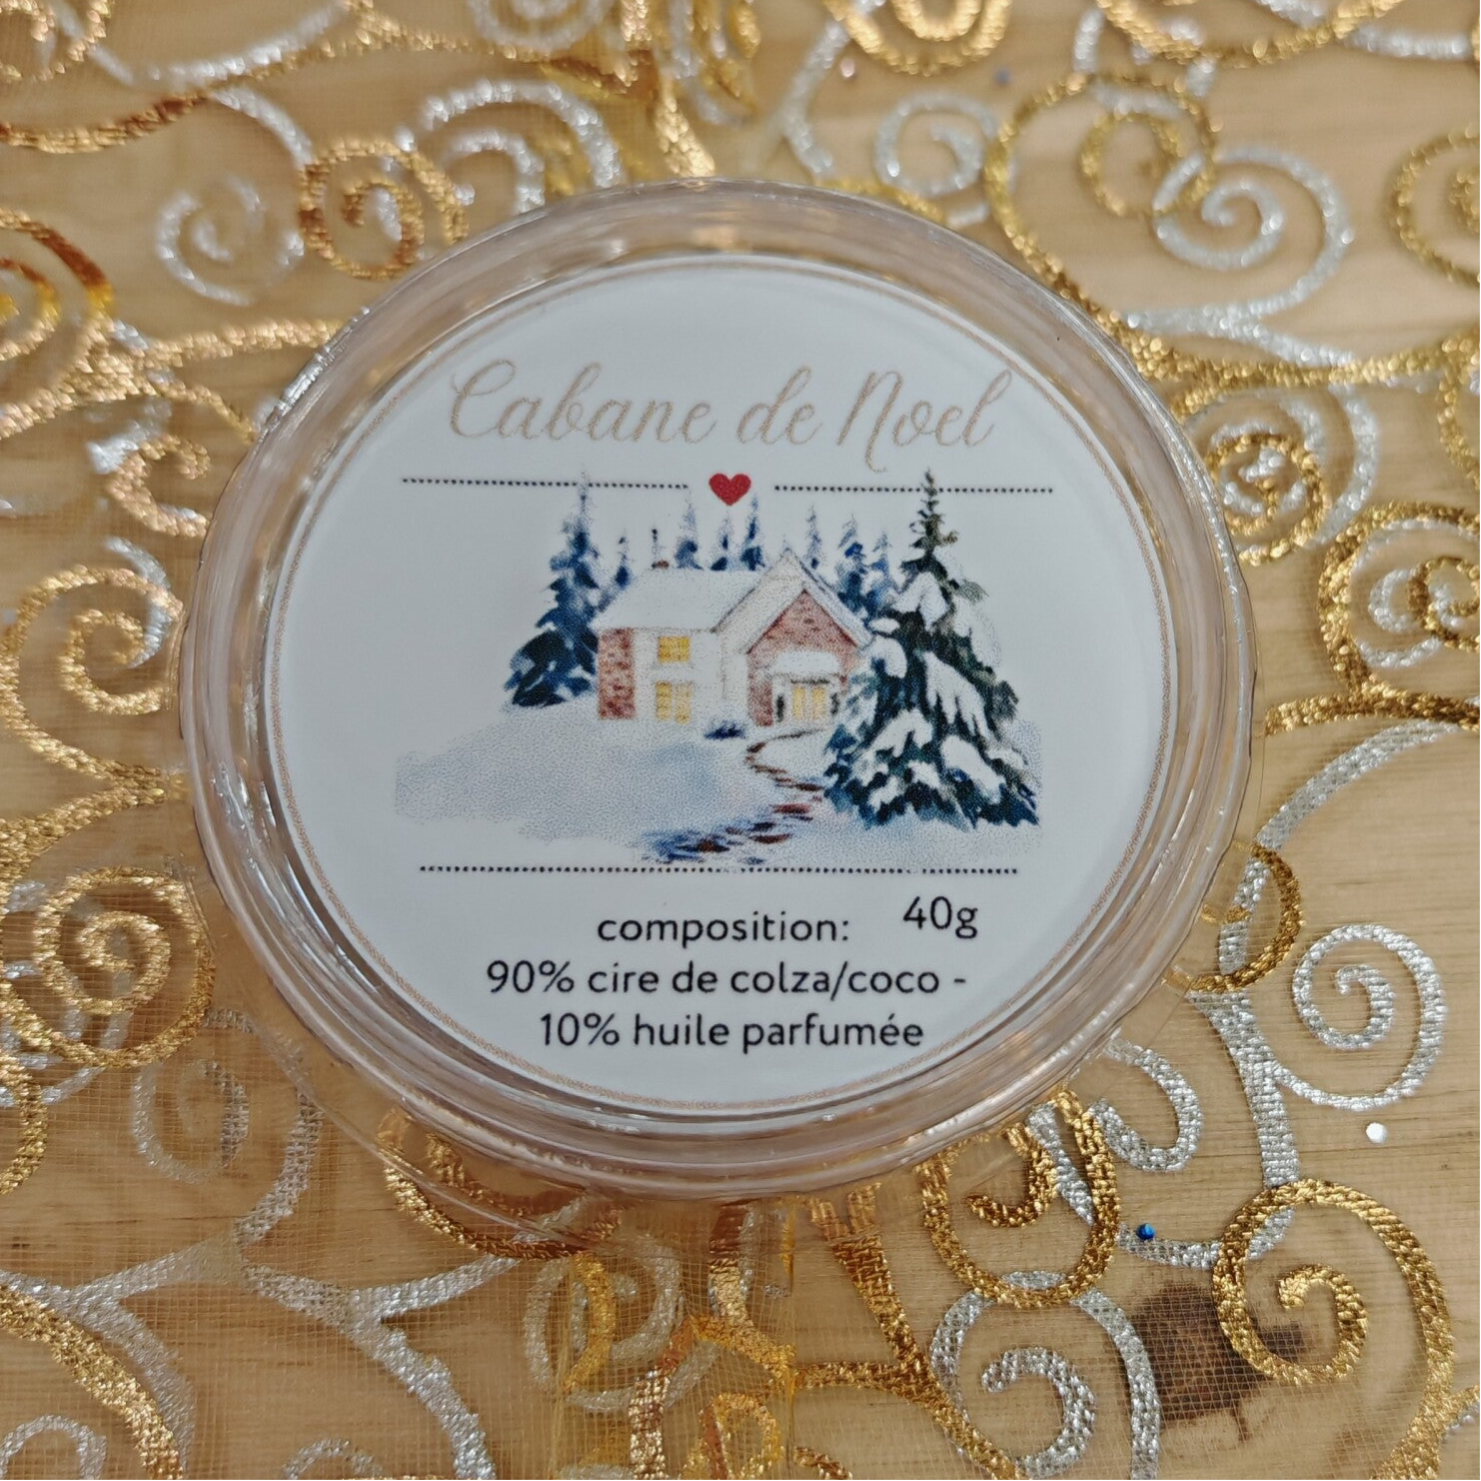 Cabane de Noel
composition: 40g
90% cire de colza/coco -
10% huile parfumée